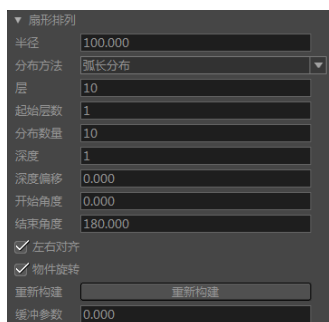 ▼ 扇形排列
半径 100.000
分布方法 弧长分布
层 10
起始层数 1
分布数量 10
深度 1
深度偏移 0.000
开始角度 0.000
结束角度 180.000
左右对齐
物件旋转
重新构建 重新构建
缓冲参数 0.000